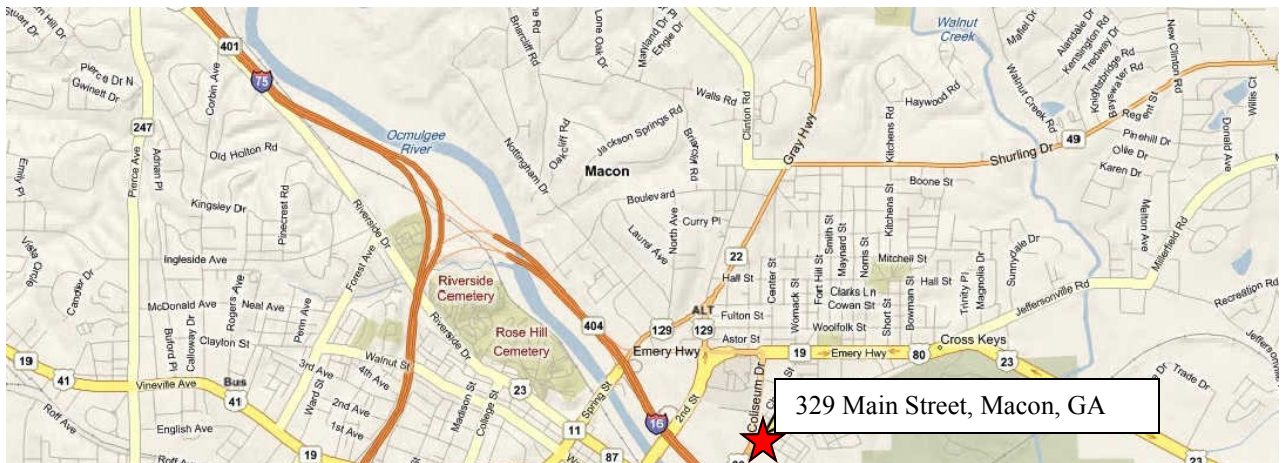 Walnut
Creek
401
75
Lone Oak Dr
Maryland Dr
Engle Dr
Briarcliff Rd
Mafiel Dr
Alandale Dr
Kensington Rd
Tredway Dr
Knightsbridge Rd
Bayswater Rd
New Clinton Rd
Willis Ct
Pierce Dr N
Gwinett Dr
Corbin Ave
Walls Rd
Clinton Rd
Haywood Rd
Walnut Creek Rd
Regent St
247
Ocmulgee
River
Jackson Springs Rd
Oakcliff Rd
Briarcliff Rd
Gray Hwy
Kitchens Rd
Shurling Dr
49
Pinehill Dr
Donald Ave
Ollie Dr
Karen Dr
Emily Pl
Pierce Ave
Adrian Pl
Old Holton Rd
Nottingham Dr
Macon
Boone St
Kingsley Dr
Pinecrest Rd
Riverside Dr
Boulevard
North Ave
Curry Pl
Laurel Ave
Kitchens St
Smith St
Maynard St
Fort Hill St
Norris St
Melton Ave
Millerfield Rd
Vista Circle
Candler Dr
Ingleside Ave
Forest Ave
22
Mitchell St
Sunnydale Dr
Riverside
Cemetery
Hall St
Center St
Womack St
Clarks Ln
Cowan St
Hall St
Trinity Pl
Magnolia Dr
Jeffersonville Rd
Recreation Rd
McDonald Ave
Rogers Ave
Neal Ave
Penn Ave
Buford Pl
Calloway Dr
Clayton St
Riverside Dr
Rose Hill
Cemetery
404
129
ALT
129
Fulton St
Woolfolk St
Short St
Bowman St
Astor St
Emery Hwy
19
Emery Hwy
80
Cross Keys
23
19
41
Vineville Ave
Bus
41
3rd Ave
4th Ave
Walnut St
Ward St
2nd Ave
1st Ave
Madison St
College St
23
Spring St
2nd St
Coliseum Dr
Trade Dr
329 Main Street, Macon, GA
Roff Ave
English Ave
19
11
87
16
23